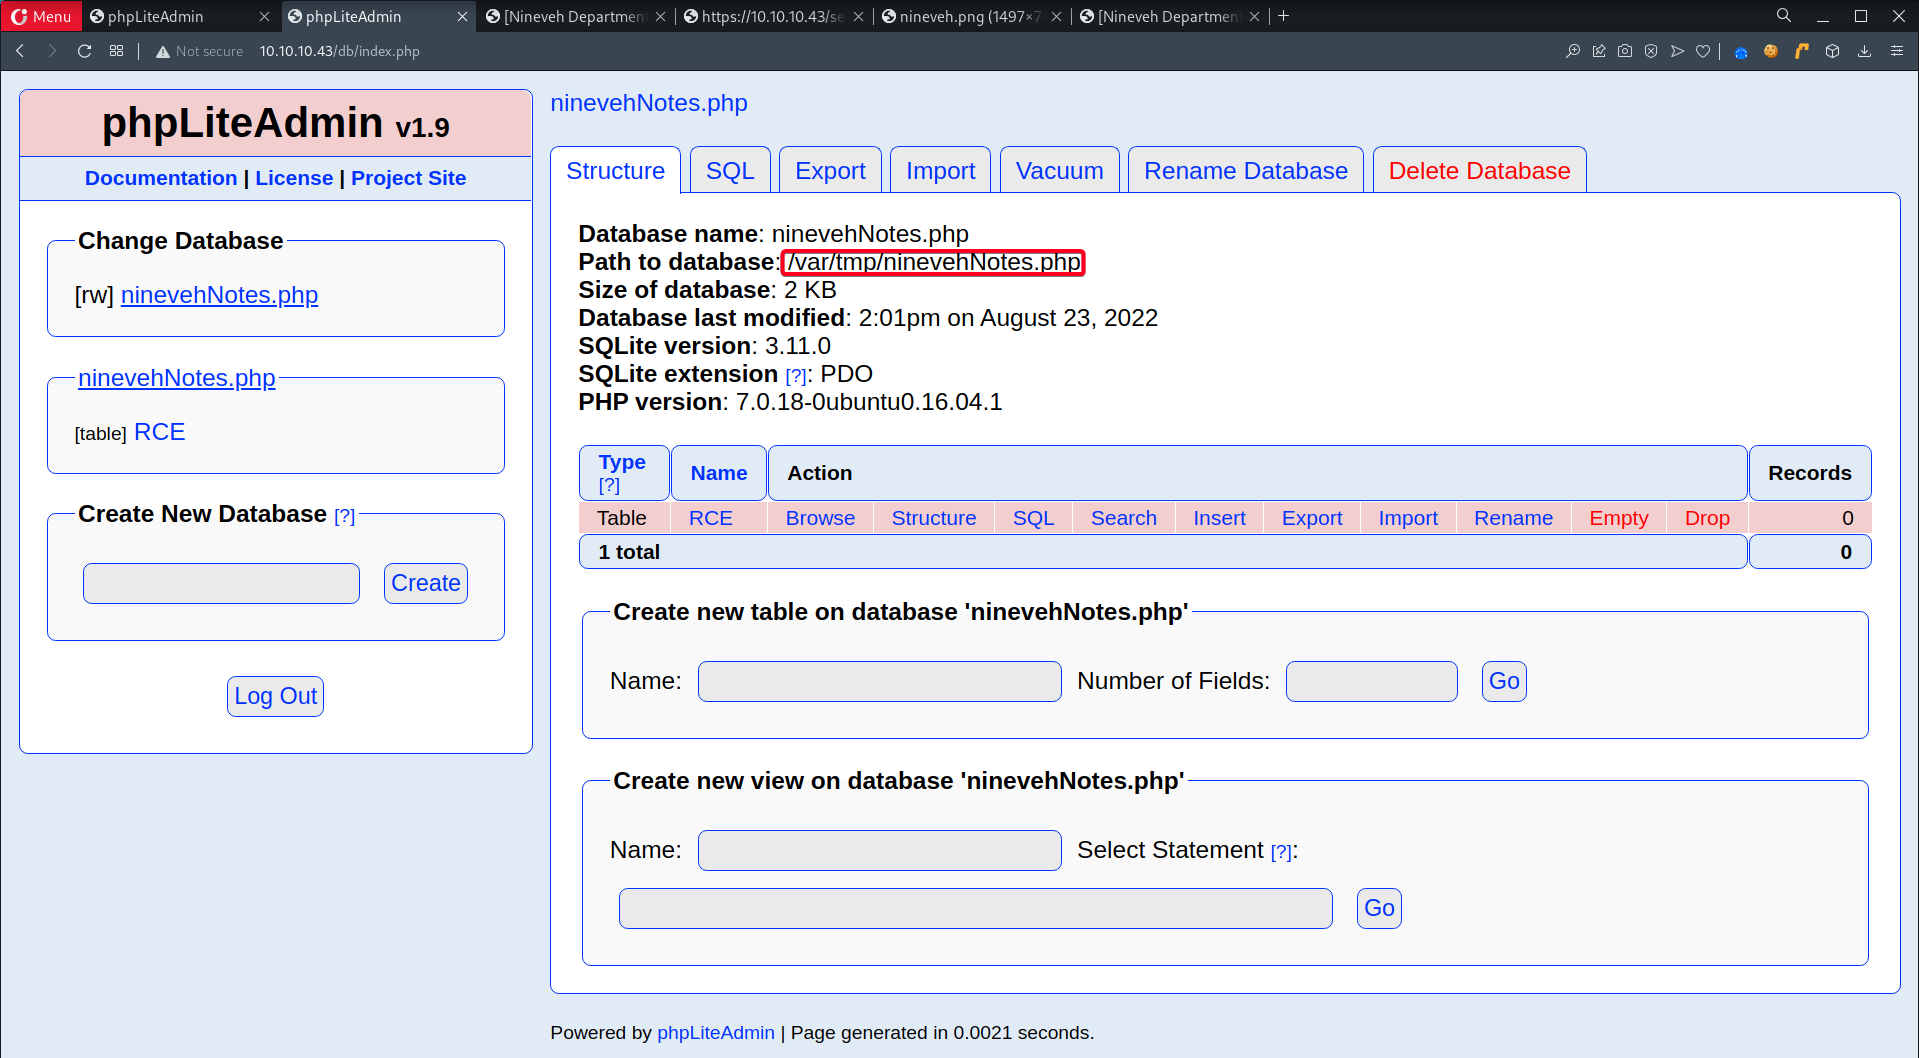 Menu
phpLiteAdmin
phpLiteAdmin
[Nineveh Departmen
https://10.10.10.43/se
nineveh.png (1497×7
[Nineveh Departmen
Not secure 10.10.10.43/db/index.php
phpLiteAdmin v1.9
Documentation | License | Project Site
Change Database
[rw] ninevehNotes.php
ninevehNotes.php
[table] RCE
Create New Database [?]
Create
Log Out
ninevehNotes.php
Structure
SQL
Export
Import
Vacuum
Rename Database
Delete Database
Database name: ninevehNotes.php
Path to database: /var/tmp/ninevehNotes.php
Size of database: 2 KB
Database last modified: 2:01pm on August 23, 2022
SQLite version: 3.11.0
SQLite extension [?]: PDO
PHP version: 7.0.18-0ubuntu0.16.04.1
Type [?] Name Action Records
Table RCE Browse Structure SQL Search Insert Export Import Rename Empty Drop 0
1 total 0
Create new table on database 'ninevehNotes.php'
Name: Number of Fields: Go
Create new view on database 'ninevehNotes.php'
Name: Select Statement [?]:
Go
Powered by phpLiteAdmin | Page generated in 0.0021 seconds.